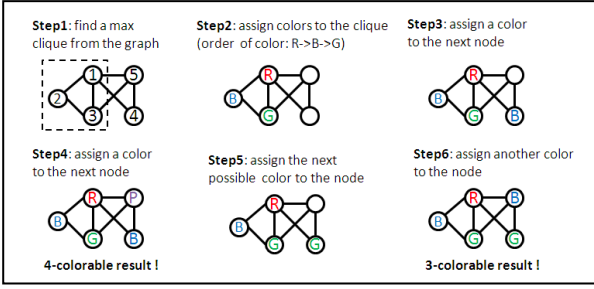 Step1: find a max
clique from the graph
1
5
2
3
4
Step2: assign colors to the clique
(order of color: R->B->G)
R
B
G
Step3: assign a color
to the next node
R
B
G
B
Step4: assign a color
to the next node
R
P
B
G
B
4-colorable result !
Step5: assign the next
possible color to the node
R
B
G
G
Step6: assign another color
to the node
R
B
B
G
G
3-colorable result !